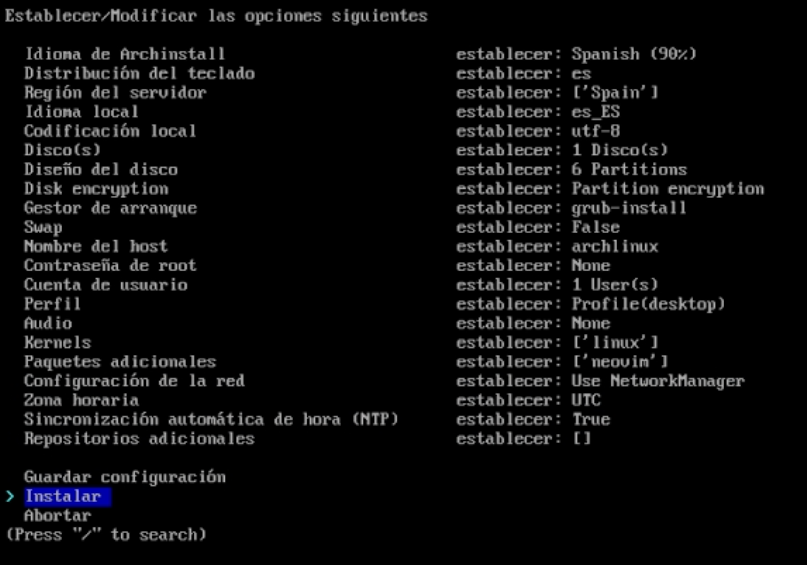 Establecer/Modificar las opciones siguientes
Idioma de Archinstall establecer: Spanish (90%)
Distribución del teclado establecer: es
Región del servidor establecer: ['Spain']
Idioma local establecer: es_ES
Codificación local establecer: utf-8
Disco(s) establecer: 1 Disco(s)
Diseño del disco establecer: 6 Partitions
Disk encryption establecer: Partition encryption
Gestor de arranque establecer: grub-install
Swap establecer: False
Nombre del host establecer: archlinux
Contraseña de root establecer: None
Cuenta de usuario establecer: 1 User(s)
Perfil establecer: Profile(desktop)
Audio establecer: None
Kernels establecer: ['linux']
Paquetes adicionales establecer: ['neovim']
Configuración de la red establecer: Use NetworkManager
Zona horaria establecer: UTC
Sincronización automática de hora (NTP) establecer: True
Repositorios adicionales establecer: []
Guardar configuración
> Instalar
Abortar
(Press "/" to search)